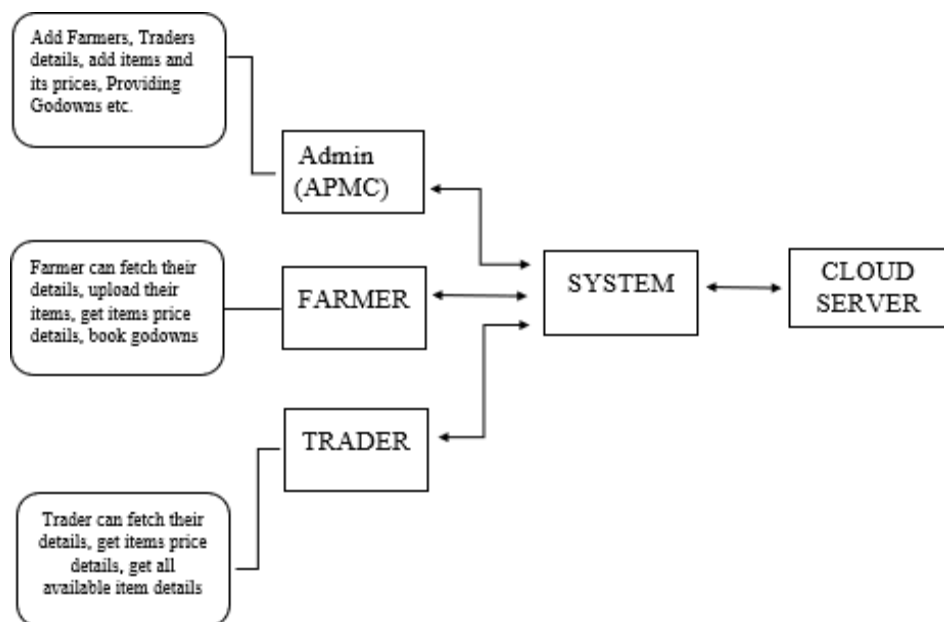 Add Farmers, Traders
details, add items and
its prices, Providing
Godowns etc.
Admin
(APMC)
Farmer can fetch their
details, upload their
items, get items price
details, book godowns
FARMER
SYSTEM
CLOUD
SERVER
TRADER
Trader can fetch their
details, get items price
details, get all
available item details